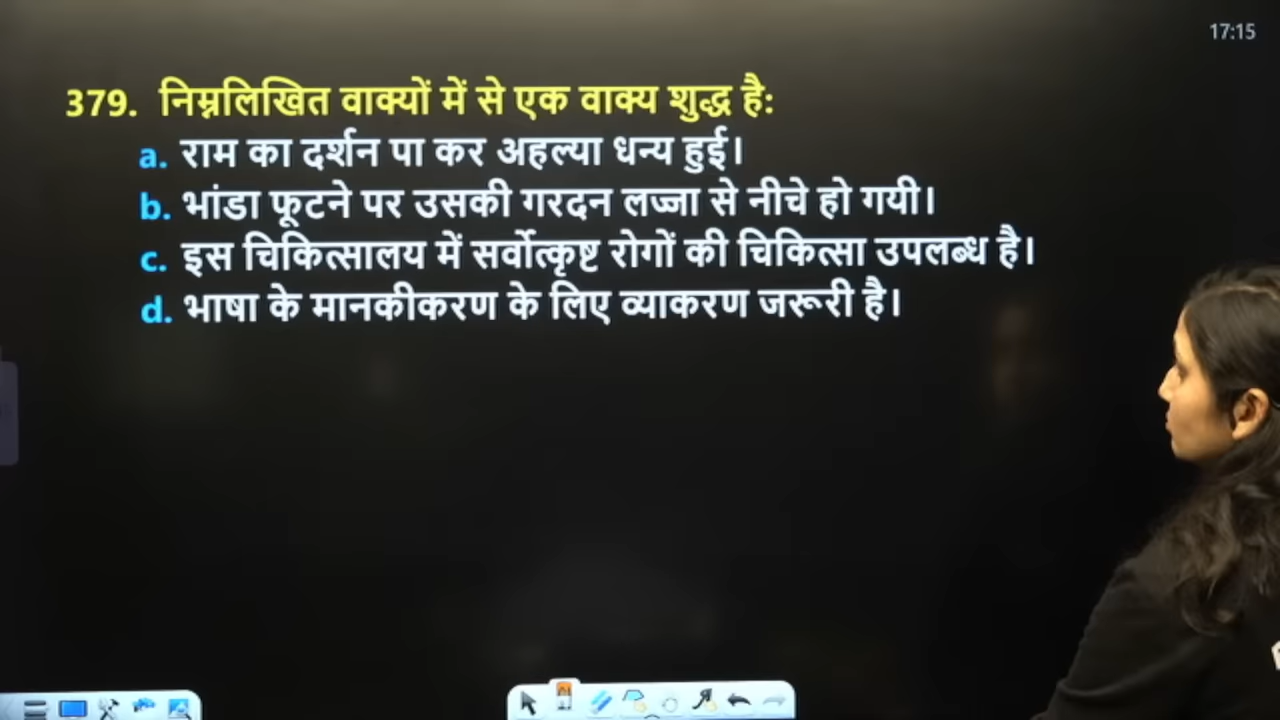 17:15
379. निम्नलिखित वाक्यों में से एक वाक्य शुद्ध है:
a. राम का दर्शन पा कर अहल्या धन्य हुई।
b. भांडा फूटने पर उसकी गरदन लज्जा से नीचे हो गयी।
c. इस चिकित्सालय में सर्वोत्कृष्ट रोगों की चिकित्सा उपलब्ध है।
d. भाषा के मानकीकरण के लिए व्याकरण जरूरी है।